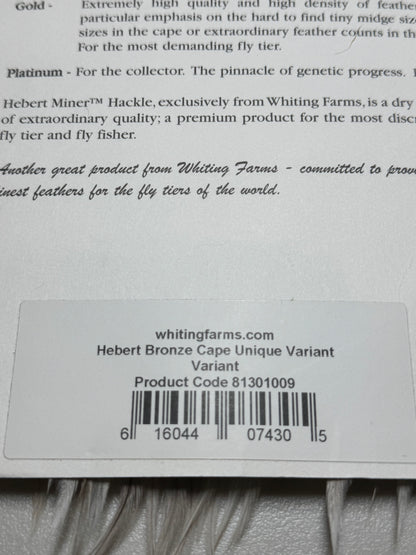 Gold - Extremely high quality and high density of
particular emphasis on the hard to find tiny midge
sizes in the cape or extraordinary feather counts in
For the most demanding fly tier.
Platinum - For the collector. The pinnacle of genetic progress.
Hebert Miner™ Hackle, exclusively from Whiting Farms, is a dry
of extraordinary quality; a premium product for the most
fly tier and fly fisher.
Another great product from Whiting Farms - committed to
finest feathers for the fly tiers of the world.
whitingfarms.com
Hebert Bronze Cape Unique Variant
Variant
Product Code 81301009
6 16044 07430 5